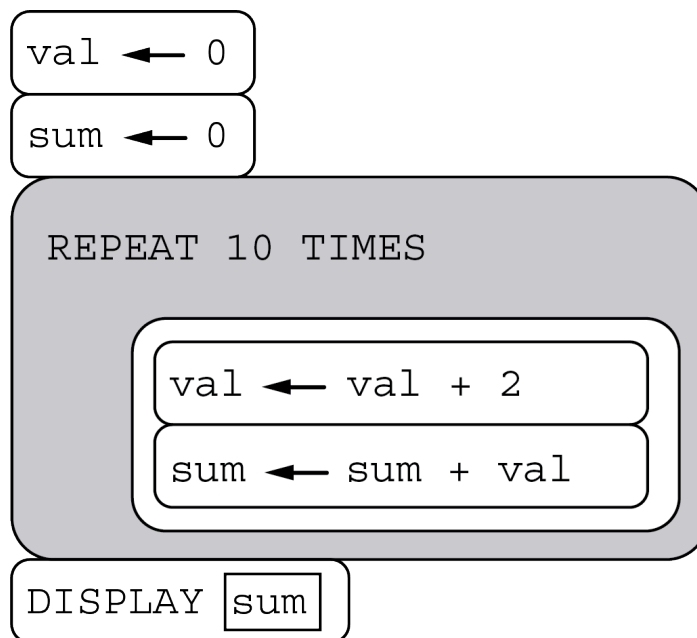 val ← 0
sum ← 0
REPEAT 10 TIMES
val ← val + 2
sum ← sum + val
DISPLAY sum